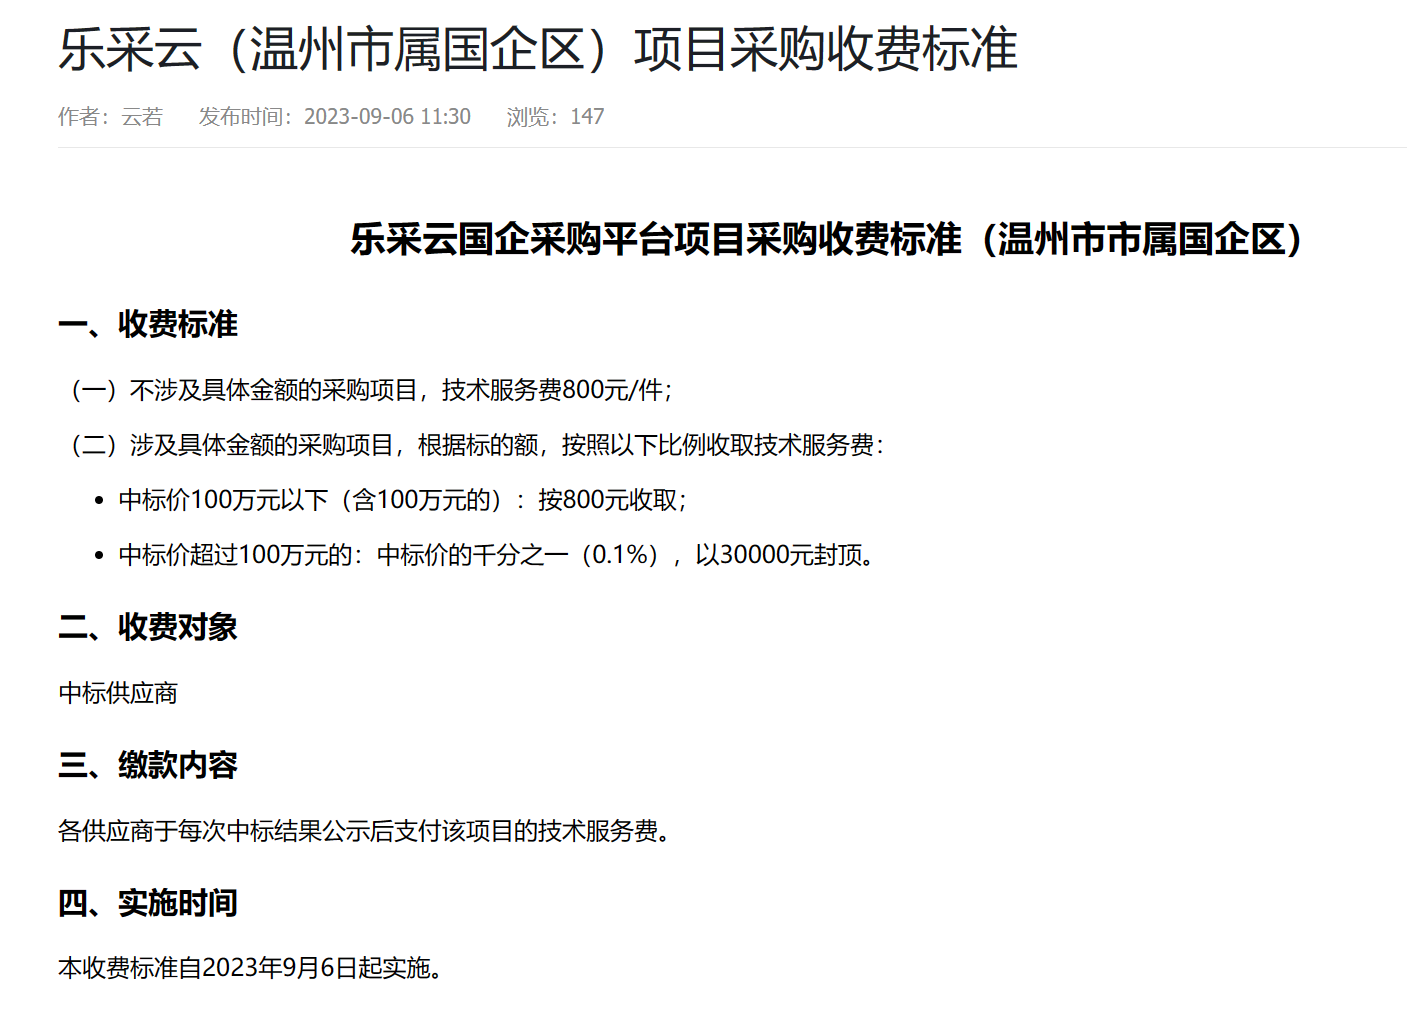 乐采云（温州市属国企区）项目采购收费标准
作者：云若 发布时间：2023-09-06 11:30 浏览：147
乐采云国企采购平台项目采购收费标准（温州市市属国企区）
一、收费标准
（一）不涉及具体金额的采购项目，技术服务费800元/件；
（二）涉及具体金额的采购项目，根据标的额，按照以下比例收取技术服务费：
• 中标价100万元以下（含100万元的）：按800元收取；
• 中标价超过100万元的：中标价的千分之一（0.1%），以30000元封顶。
二、收费对象
中标供应商
三、缴款内容
各供应商于每次中标结果公示后支付该项目的技术服务费。
四、实施时间
本收费标准自2023年9月6日起实施。